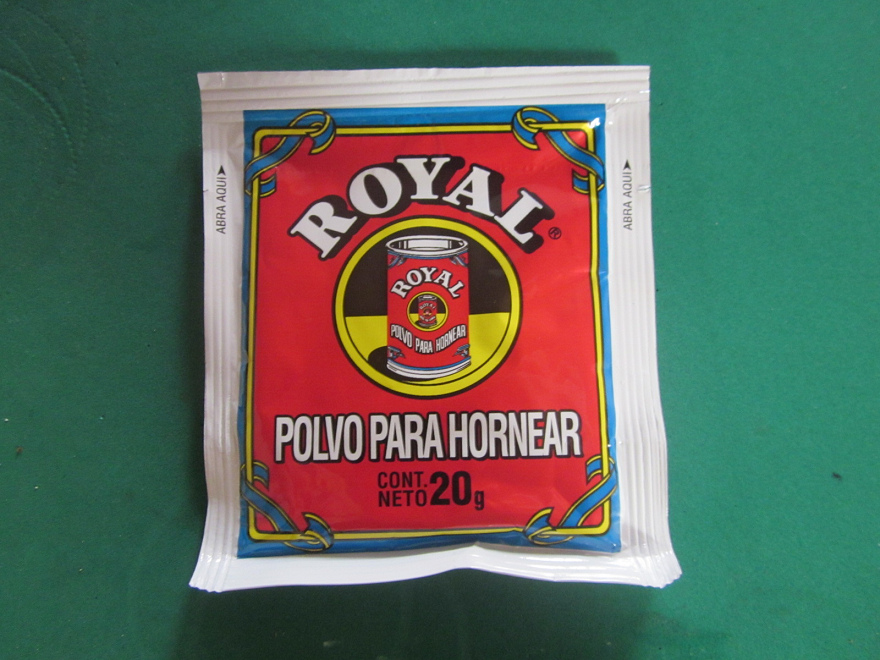 ROYAL®
ABRA AQUI
ABRA AQUI
ROYAL
POLVO PARA HORNEAR
POLVO PARA HORNEAR
CONT.
NETO 20g